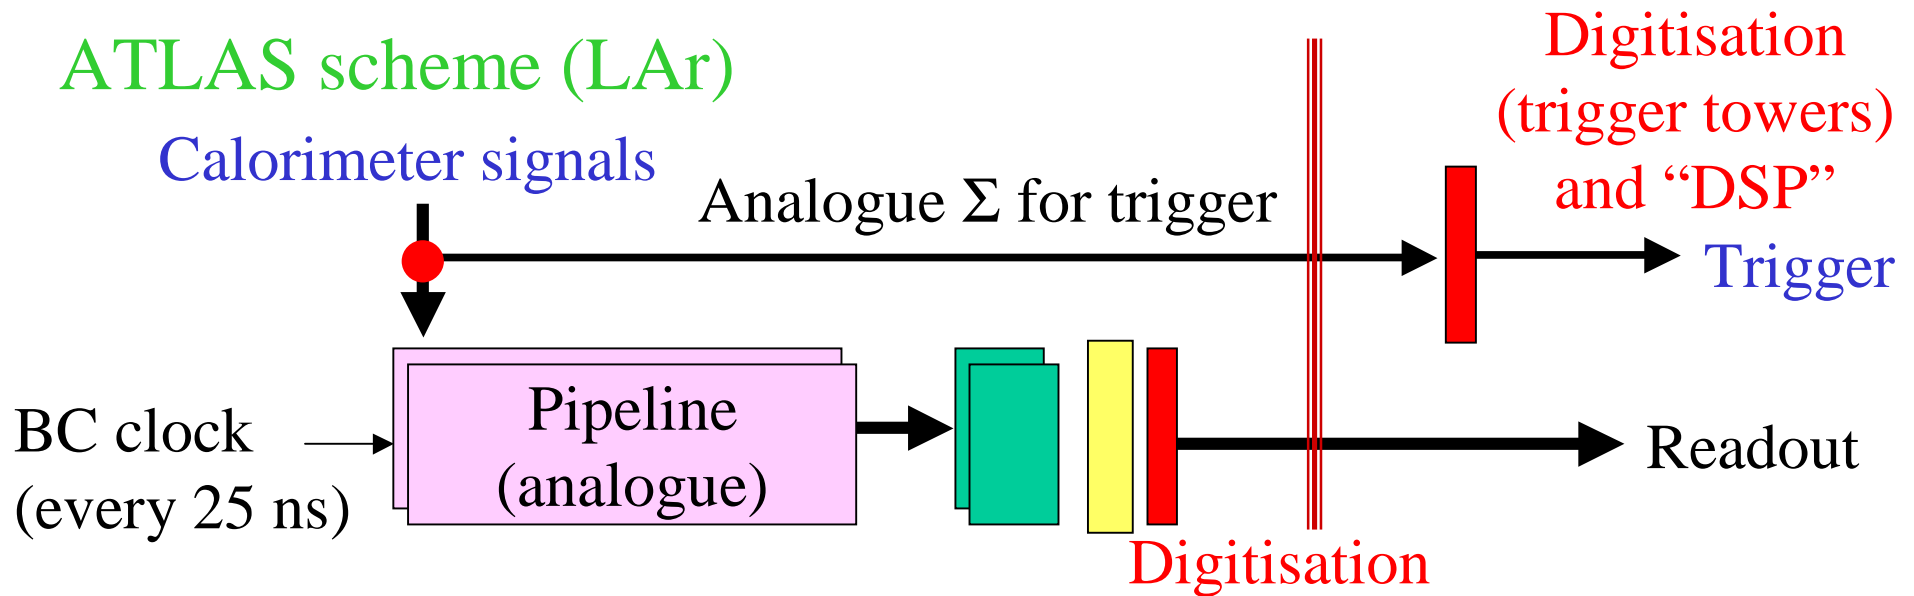 ATLAS scheme (LAr)
Calorimeter signals
Analogue Σ for trigger
Digitisation
(trigger towers)
and “DSP”
Trigger
BC clock
(every 25 ns)
Pipeline
(analogue)
Readout
Digitisation